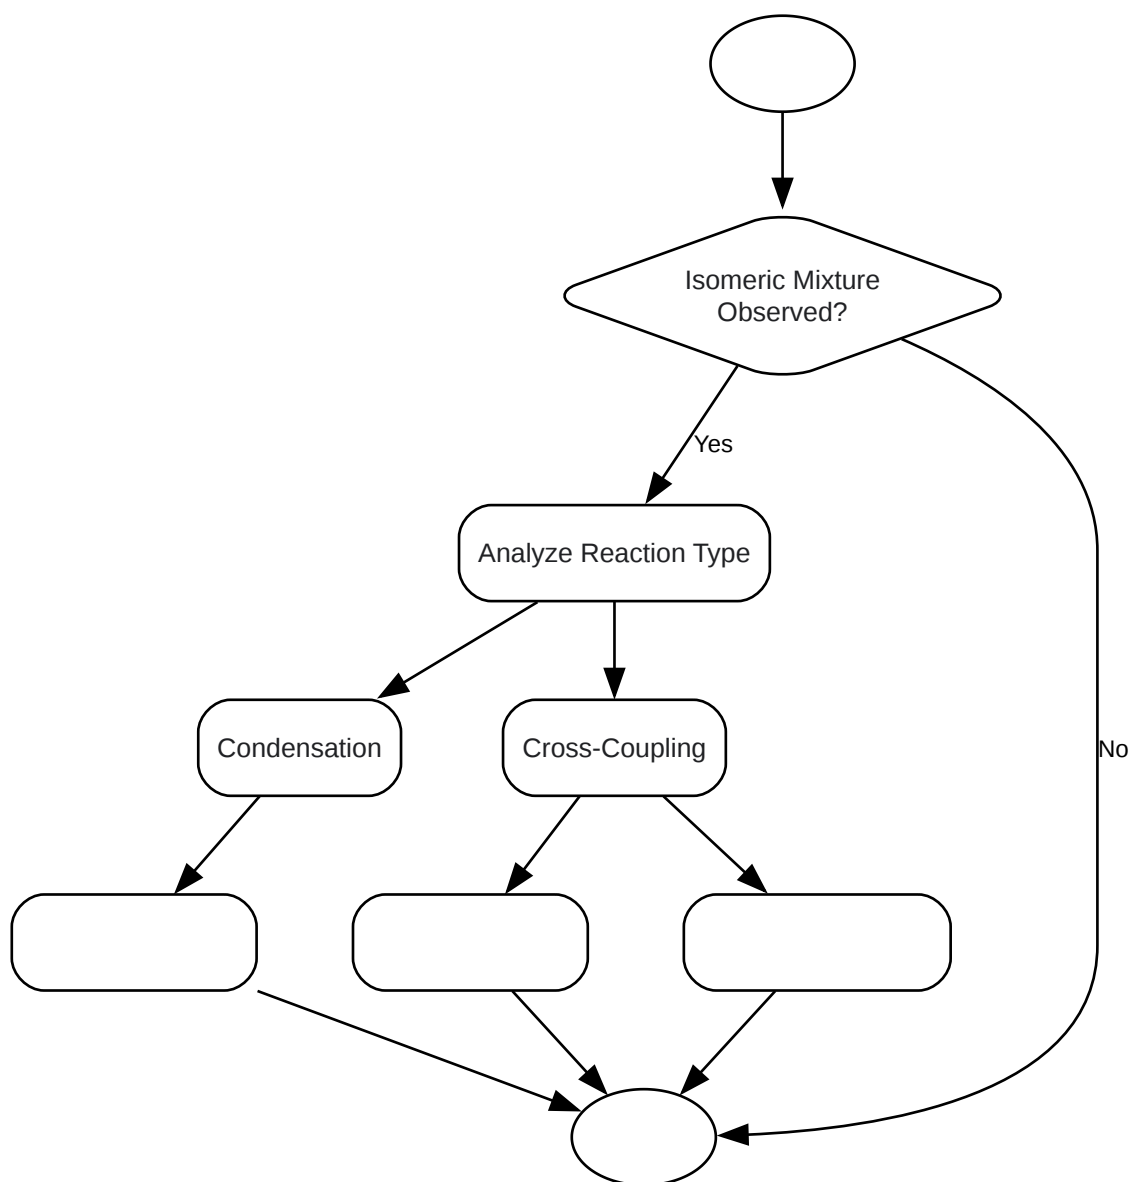 Isomeric Mixture
Observed?
Yes
Analyze Reaction Type
Condensation
Cross-Coupling
No